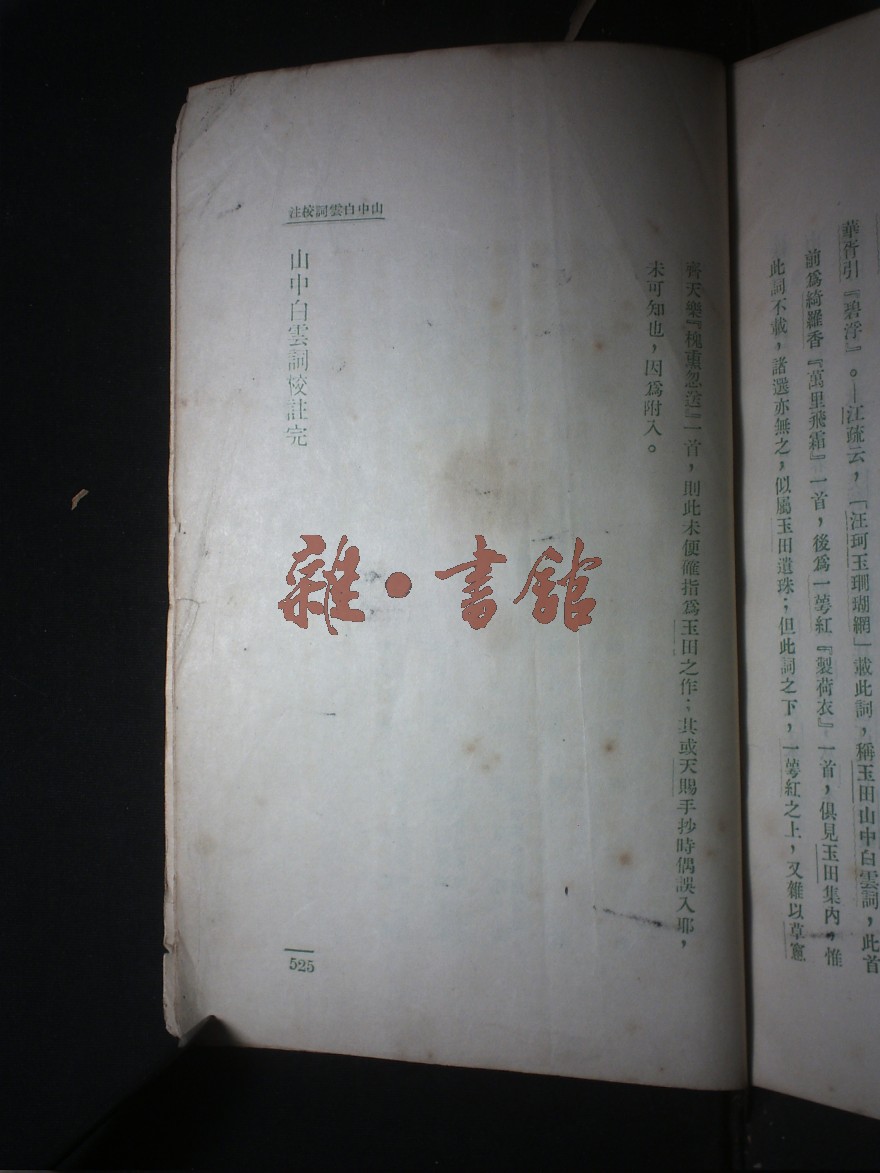 華胥引『碧浮』。—江疏云，「汪珂玉珊瑚網」載此詞，稱玉田山中白雲詞，此首
前爲綺羅香『萬里飛霜』一首，後爲一萼紅『製荷衣』一首，俱見玉田集內，惟
此詞不載，諸選亦無之，似屬玉田遺珠；但此詞之下，一萼紅之上，又雜以草窻
齊天樂『槐薰忽送』一首，則此未便確指爲玉田之作；其或天賜手抄時偶誤入耶，
未可知也，因爲附入。
山中白雲詞校註完
山中白雲詞校注
525
雜·書館